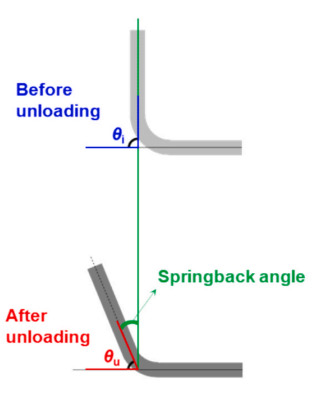 Before
unloading
θi
Springback angle
After
unloading
θu